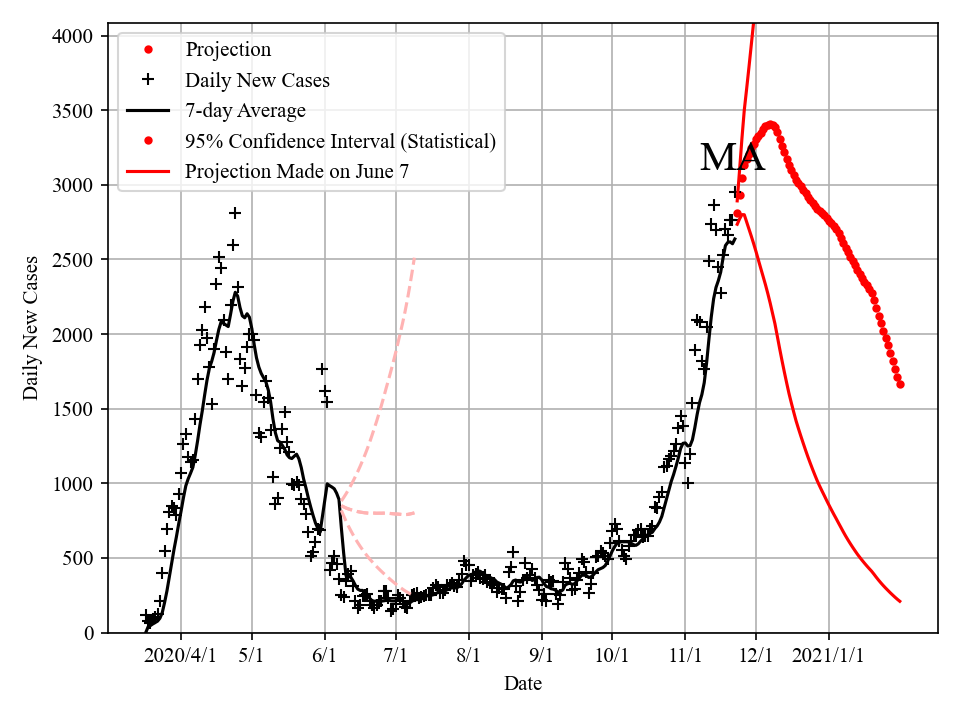 4000
3500
3000
2500
2000
1500
1000
500
0
Projection
Daily New Cases
7-day Average
95% Confidence Interval (Statistical)
Projection Made on June 7
MA
Daily New Cases
2020/4/1 5/1 6/1 7/1 8/1 9/1 10/1 11/1 12/1 2021/1/1
Date